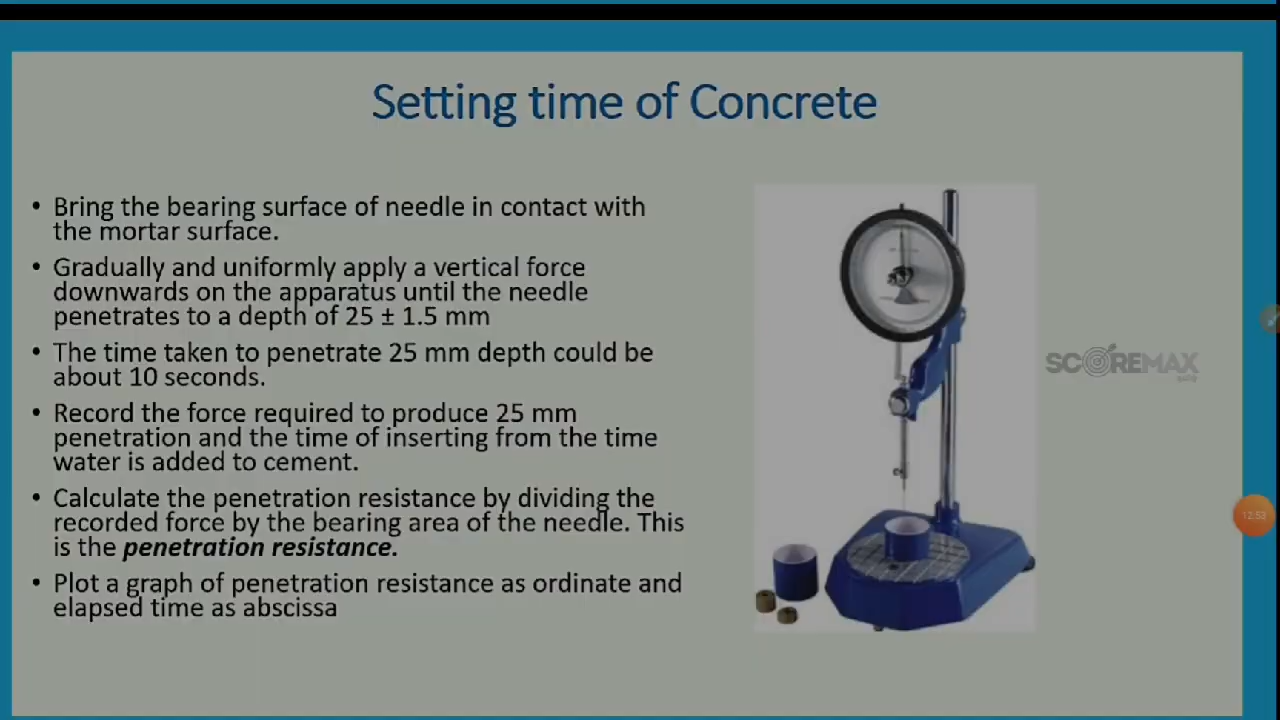 Setting time of Concrete
• Bring the bearing surface of needle in contact with
the mortar surface.
• Gradually and uniformly apply a vertical force
downwards on the apparatus until the needle
penetrates to a depth of 25 ± 1.5 mm
• The time taken to penetrate 25 mm depth could be
about 10 seconds.
• Record the force required to produce 25 mm
penetration and the time of inserting from the time
water is added to cement.
• Calculate the penetration resistance by dividing the
recorded force by the bearing area of the needle. This
is the penetration resistance.
• Plot a graph of penetration resistance as ordinate and
elapsed time as abscissa
SCOREMAX
12:53